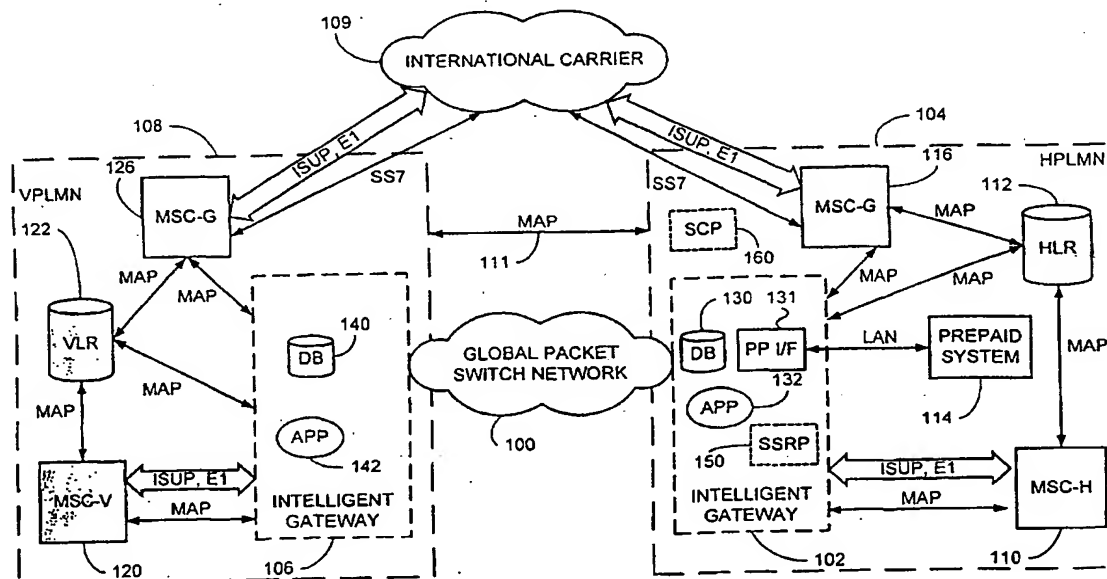 109
INTERNATIONAL CARRIER
108
126
ISUP, E1
SS7
VPLMN
MSC-G
122
MAP
MAP
VLR
MAP
MAP
140
DB
APP
142
MSC-V
ISUP, E1
MAP
INTELLIGENT
GATEWAY
120
106
MAP
111
GLOBAL PACKET
SWITCH NETWORK
100
ISUP, E1
SS7
104
116
HPLMN
112
MSC-G
MAP
HLR
SCP
160
MAP
MAP
130
131
DB
PP I/F
LAN
PREPAID
SYSTEM
MAP
APP
132
114
150
SSRP
ISUP, E1
INTELLIGENT
GATEWAY
MAP
MSC-H
102
110